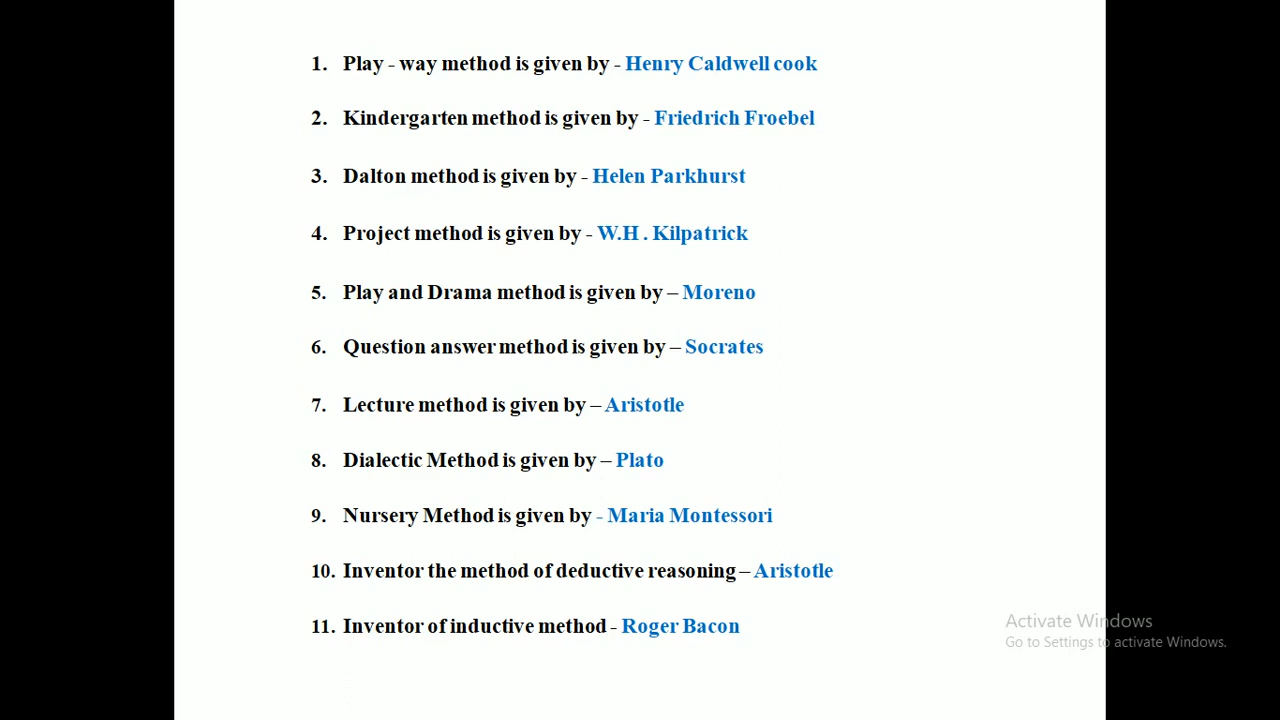 1. Play - way method is given by - Henry Caldwell cook
2. Kindergarten method is given by - Friedrich Froebel
3. Dalton method is given by - Helen Parkhurst
4. Project method is given by - W.H . Kilpatrick
5. Play and Drama method is given by – Moreno
6. Question answer method is given by – Socrates
7. Lecture method is given by – Aristotle
8. Dialectic Method is given by – Plato
9. Nursery Method is given by - Maria Montessori
10. Inventor the method of deductive reasoning – Aristotle
11. Inventor of inductive method - Roger Bacon
Activate Windows
Go to Settings to activate Windows.